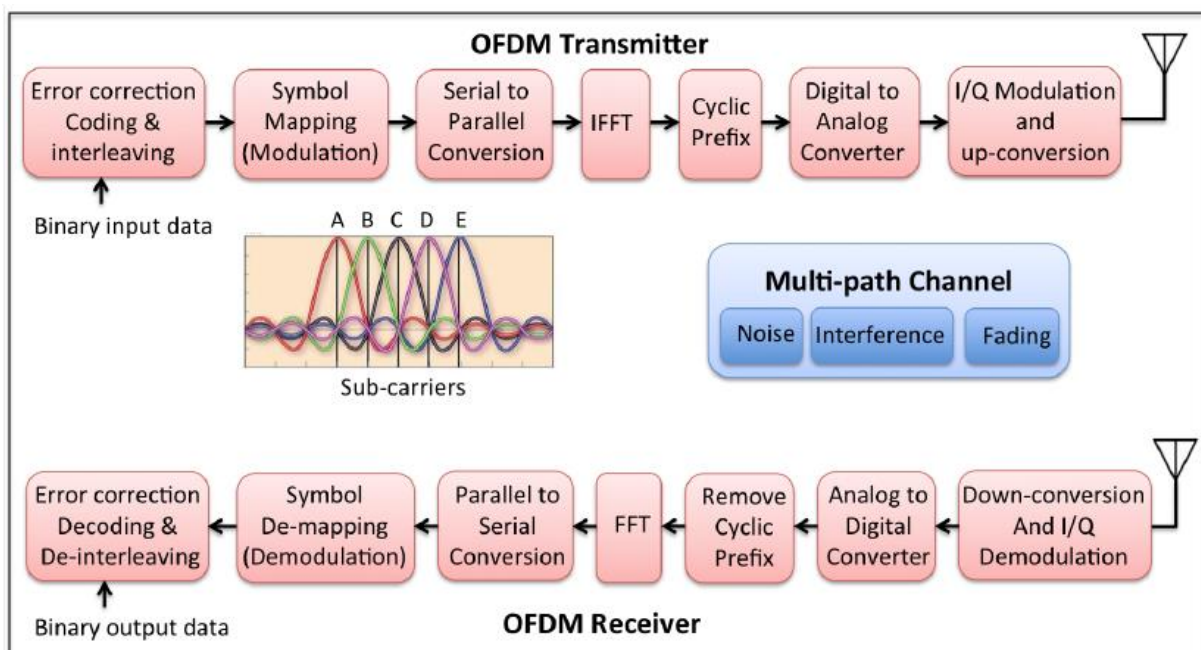 OFDM Transmitter
Error correction
Coding &
interleaving
Symbol
Mapping
(Modulation)
Serial to
Parallel
Conversion
IFFT
Cyclic
Prefix
Digital to
Analog
Converter
I/Q Modulation
and
up-conversion
Binary input data
A B C D E
Sub-carriers
Multi-path Channel
Noise Interference Fading
Error correction
Decoding &
De-interleaving
Symbol
De-mapping
(Demodulation)
Parallel to
Serial
Conversion
FFT
Remove
Cyclic
Prefix
Analog to
Digital
Converter
Down-conversion
And I/Q
Demodulation
Binary output data
OFDM Receiver